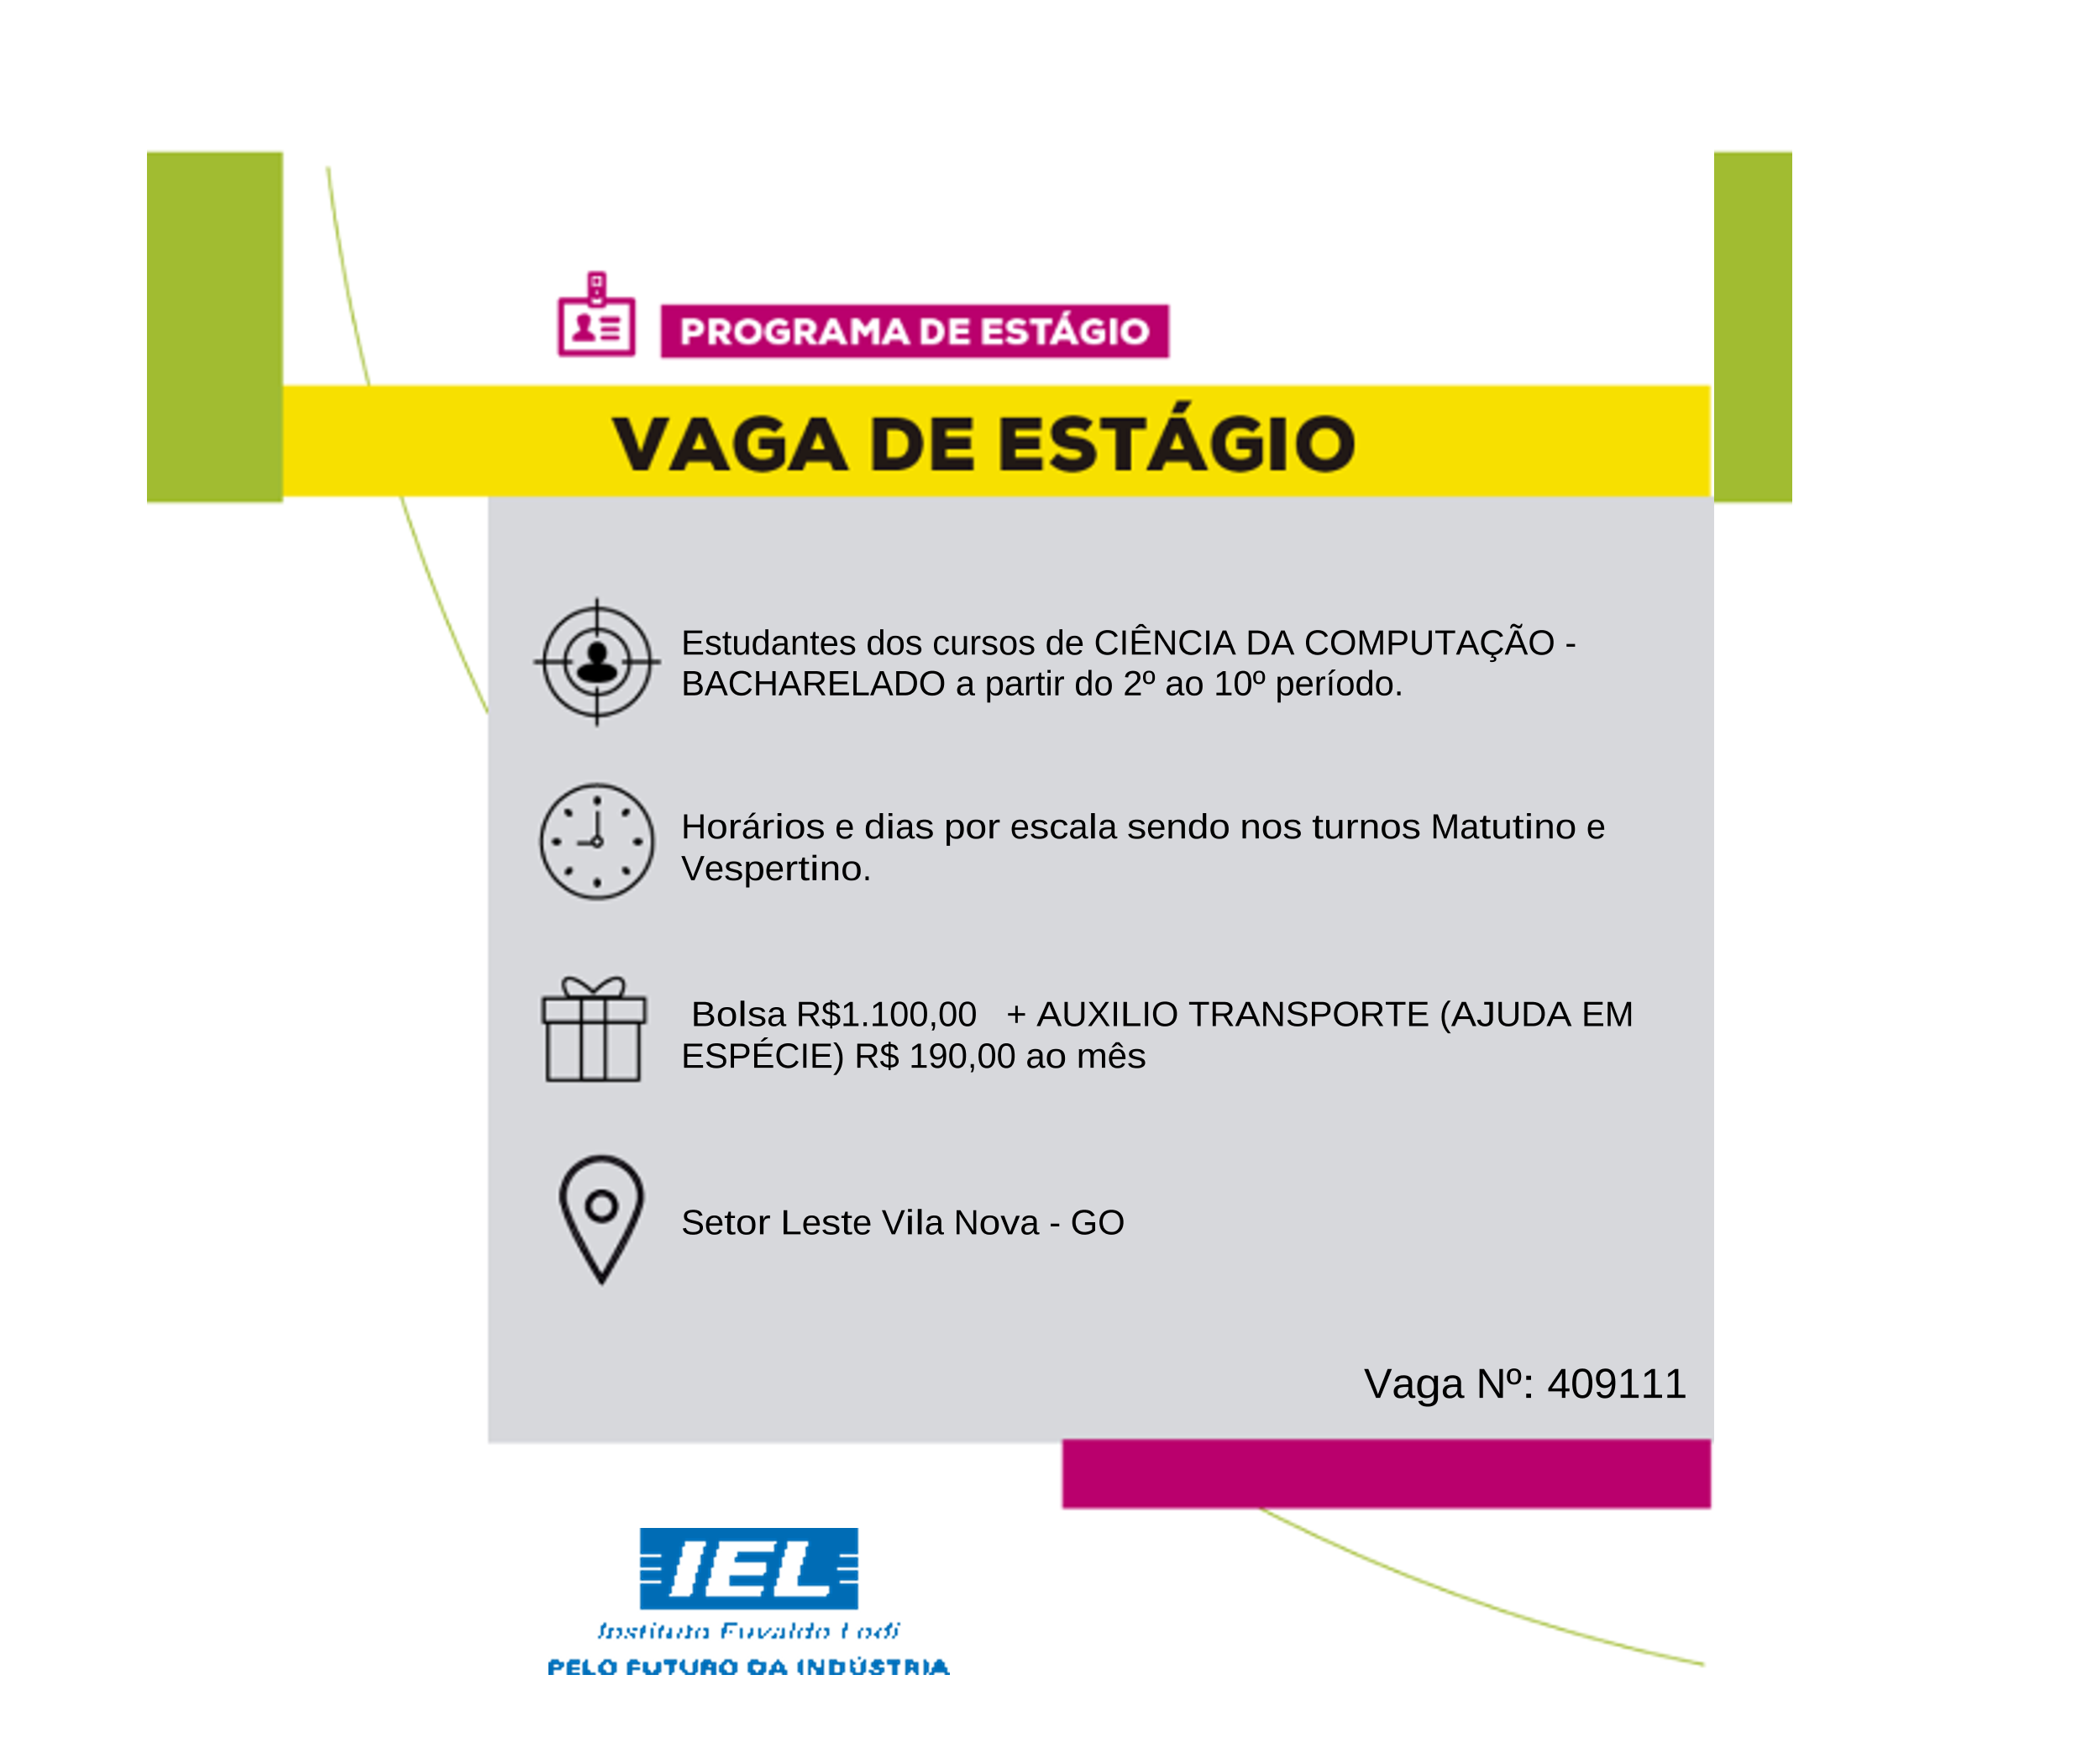 PROGRAMA DE ESTÁGIO
VAGA DE ESTÁGIO
Estudantes dos cursos de CIÊNCIA DA COMPUTAÇÃO -
BACHARELADO a partir do 2º ao 10º período.
Horários e dias por escala sendo nos turnos Matutino e
Vespertino.
Bolsa R$1.100,00 + AUXILIO TRANSPORTE (AJUDA EM
ESPÉCIE) R$ 190,00 ao mês
Setor Leste Vila Nova - GO
Vaga Nº: 409111
IEL
Instituto Euvaldo Lodi
PELO FUTURO DA INDÚSTRIA